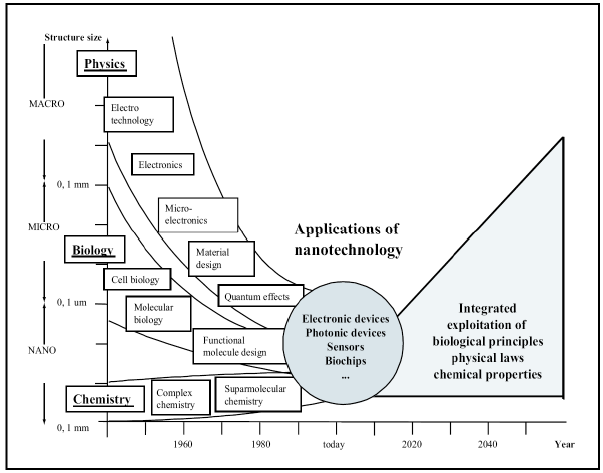 Structure size
Physics
MACRO
Electro
technology
Electronics
0, 1 mm
Micro-
electronics
MICRO
Applications of
nanotechnology
Biology
Material
design
Cell biology
Quantum effects
0, 1 um
Molecular
biology
Electronic devices
Photonic devices
Sensors
Biochips
...
Integrated
exploitation of
biological principles
physical laws
chemical properties
Functional
molecule design
NANO
Chemistry
Complex
chemistry
Suparmolecular
chemistry
0, 1 mm
1960
1980
today
2020
2040
Year